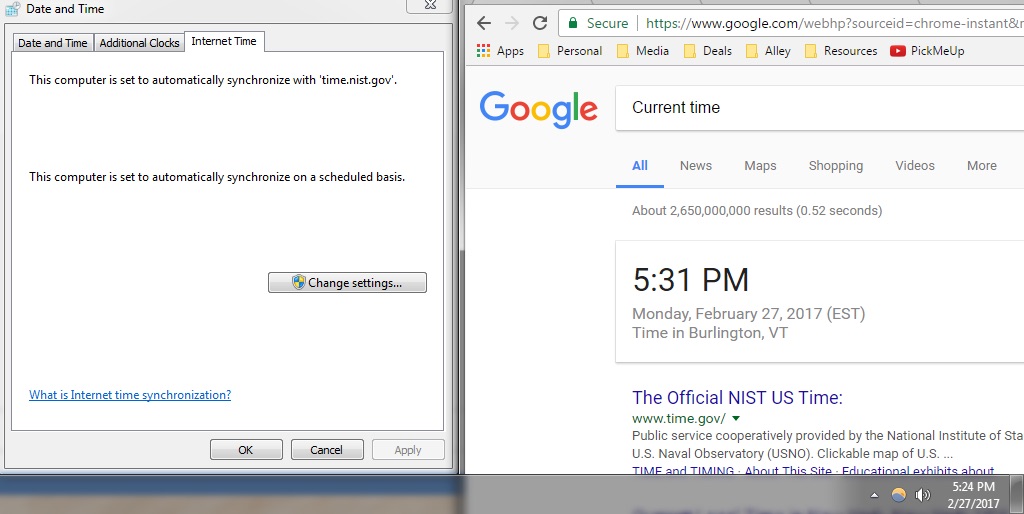 Date and Time
Date and Time
Additional Clocks
Internet Time
This computer is set to automatically synchronize with 'time.nist.gov'.
This computer is set to automatically synchronize on a scheduled basis.
Change settings...
What is Internet time synchronization?
OK
Cancel
Apply
Secure
https://www.google.com/webhp?sourceid=chrome-instant&
Apps
Personal
Media
Deals
Alley
Resources
PickMeUp
Google
Current time
All
News
Maps
Shopping
Videos
More
About 2,650,000,000 results (0.52 seconds)
5:31 PM
Monday, February 27, 2017 (EST)
Time in Burlington, VT
The Official NIST US Time:
www.time.gov/
Public service cooperatively provided by the National Institute of Sta
U.S. Naval Observatory (USNO). Clickable map of U.S. ...
TIME and TIMING · About This Site · Educational exhibits about
5:24 PM
2/27/2017